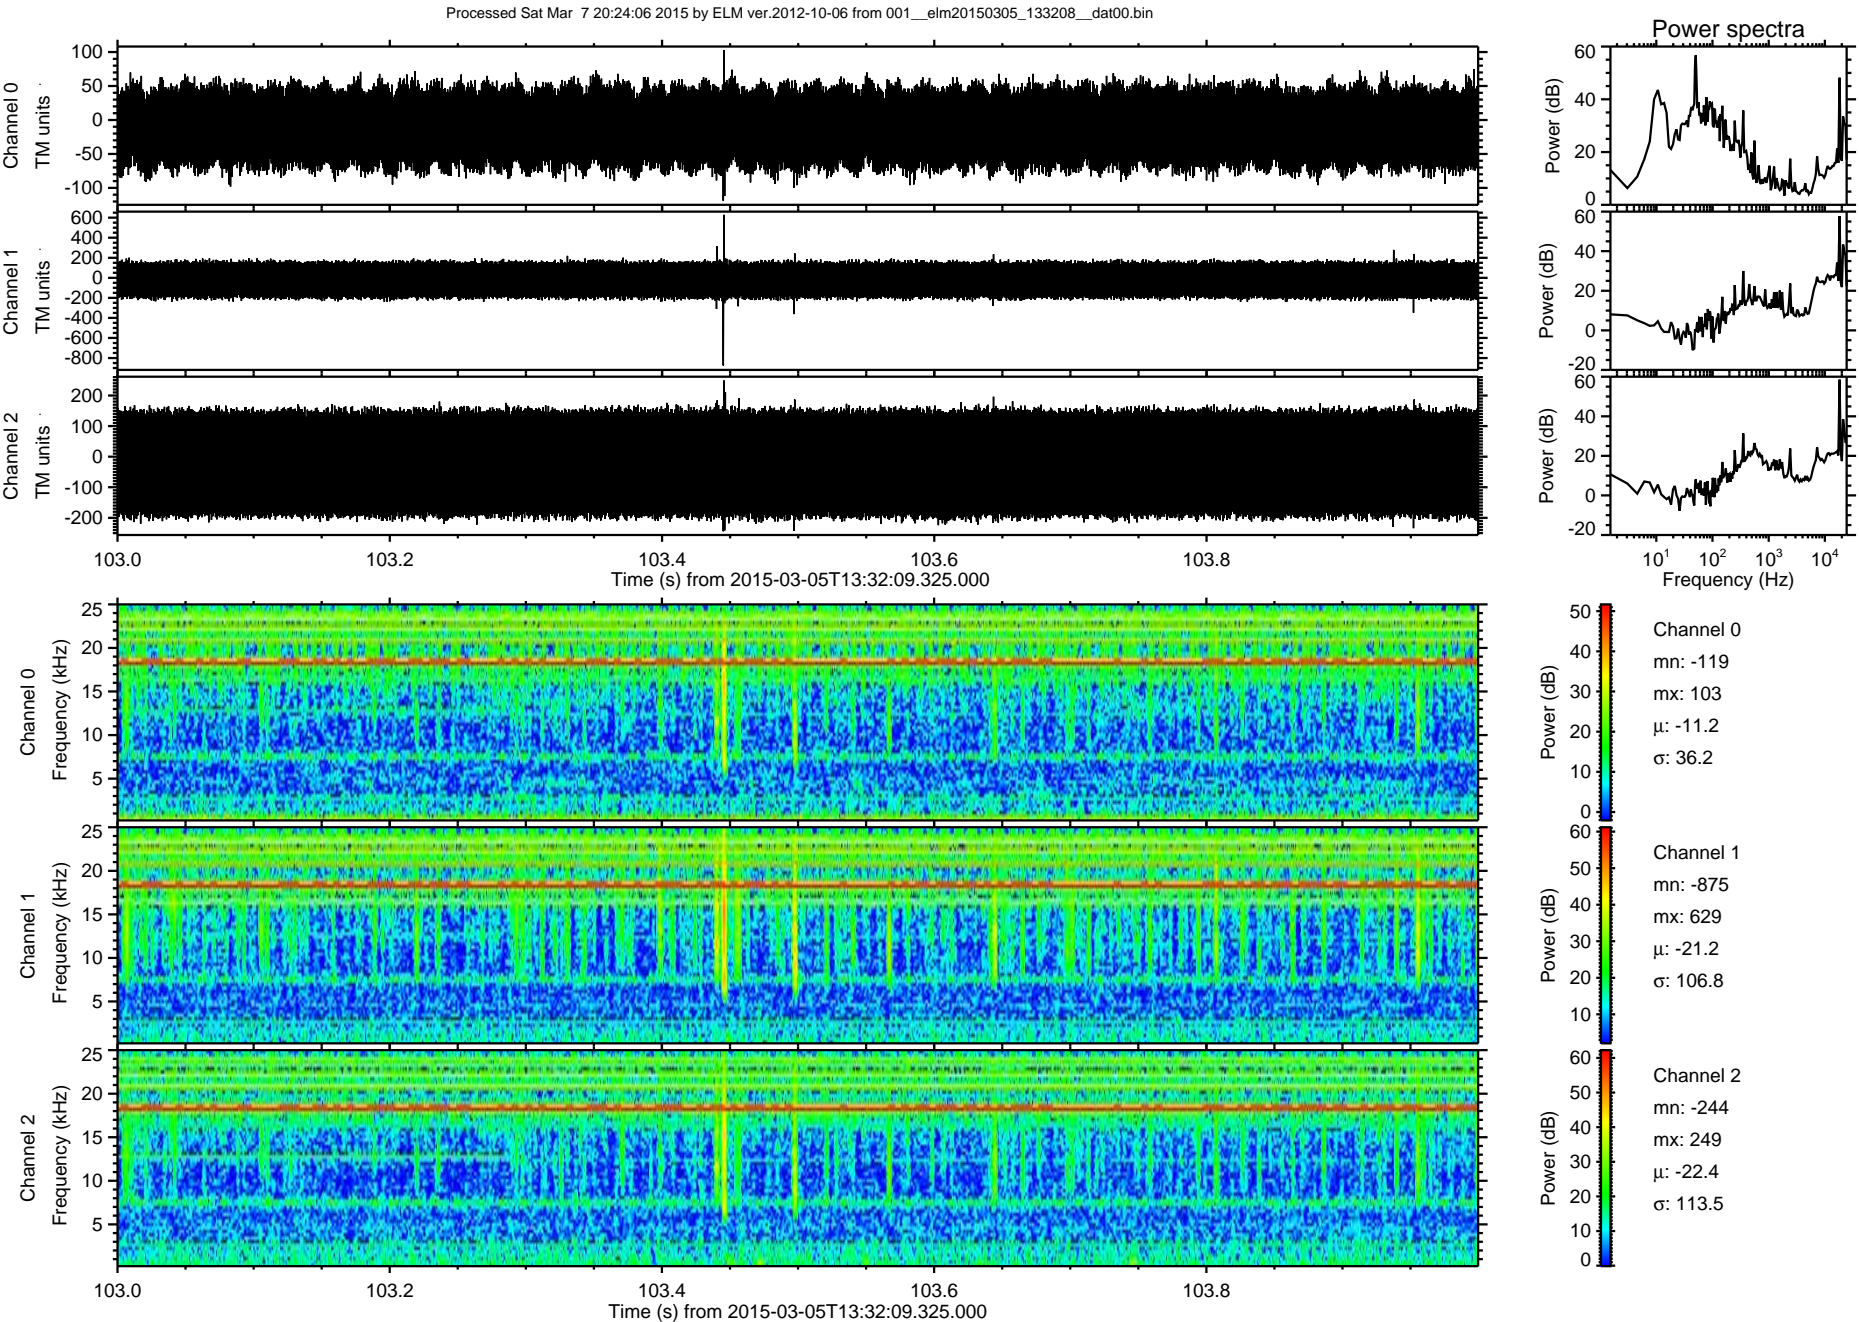 Processed Sat Mar 7 20:24:06 2015 by ELM ver.2012-10-06 from 001__elm20150305_133208__dat00.bin
Power spectra
Channel 0
TM units
100
50
0
-50
-100
Power (dB)
60
40
20
0
Channel 1
TM units
600
400
200
0
-200
-400
-600
-800
Power (dB)
60
40
20
0
-20
Channel 2
TM units
200
100
0
-100
-200
Power (dB)
60
40
20
0
-20
103.0 103.2 103.4 103.6 103.8
Time (s) from 2015-03-05T13:32:09.325.000
10^1 10^2 10^3 10^4
Frequency (Hz)
Channel 0
Frequency (kHz)
25
20
15
10
5
Power (dB)
50
40
30
20
10
0
Channel 0
mn: -119
mx: 103
μ: -11.2
σ: 36.2
Channel 1
Frequency (kHz)
25
20
15
10
5
Power (dB)
60
50
40
30
20
10
Channel 1
mn: -875
mx: 629
μ: -21.2
σ: 106.8
Channel 2
Frequency (kHz)
25
20
15
10
5
Power (dB)
60
50
40
30
20
10
0
Channel 2
mn: -244
mx: 249
μ: -22.4
σ: 113.5
103.0 103.2 103.4 103.6 103.8
Time (s) from 2015-03-05T13:32:09.325.000